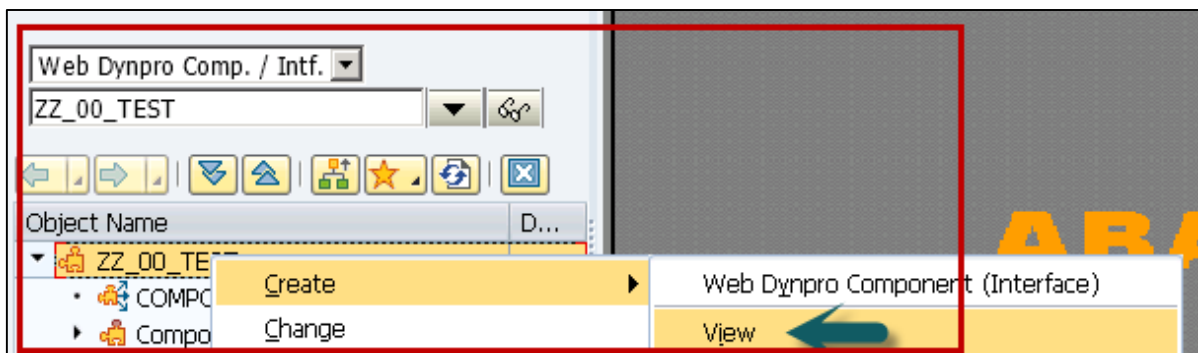 Web Dynpro Comp. / Intf.
ZZ_00_TEST
Object Name D...
ZZ_00_TE
COMPO
Compo
Create
Change
Web Dynpro Component (Interface)
View